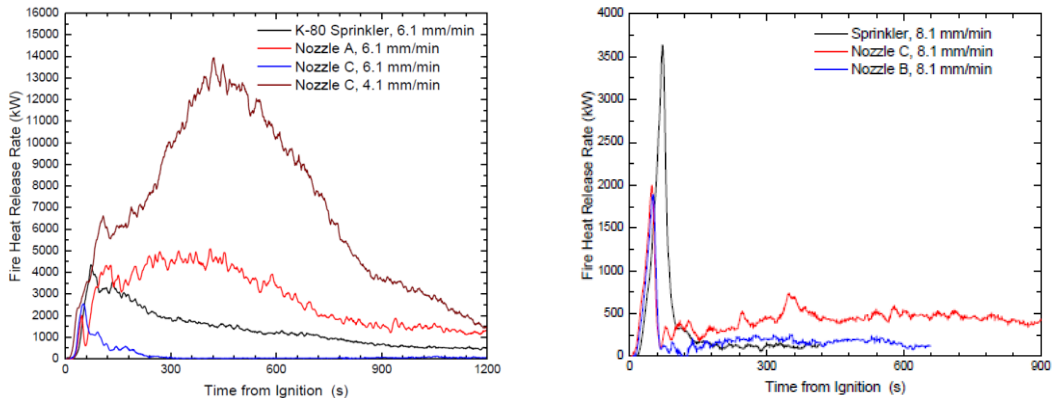 15000
14000
13000
12000
11000
10000
9000
8000
7000
6000
5000
4000
3000
2000
1000
0
Fire Heat Release Rate (kW)
K-80 Sprinkler, 6.1 mm/min
Nozzle A, 6.1 mm/min
Nozzle C, 6.1 mm/min
Nozzle C, 4.1 mm/min
0 300 600 900 1200
Time from Ignition (s)
4000
3500
3000
2500
2000
1500
1000
500
0
Fire Heat Release Rate (kW)
Sprinkler, 8.1 mm/min
Nozzle C, 8.1 mm/min
Nozzle B, 8.1 mm/min
0 300 600 900
Time from Ignition (s)